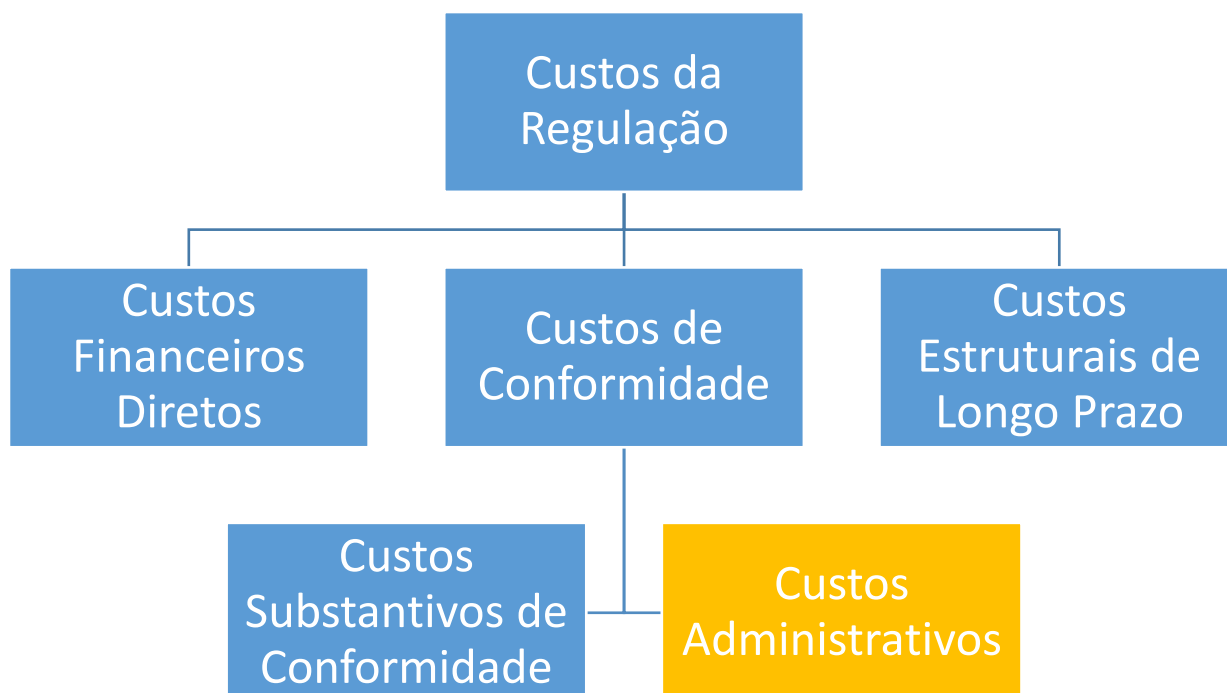 Custos da
Regulação
Custos
Financeiros
Diretos
Custos de
Conformidade
Custos
Estruturais de
Longo Prazo
Custos
Substantivos de
Conformidade
Custos
Administrativos